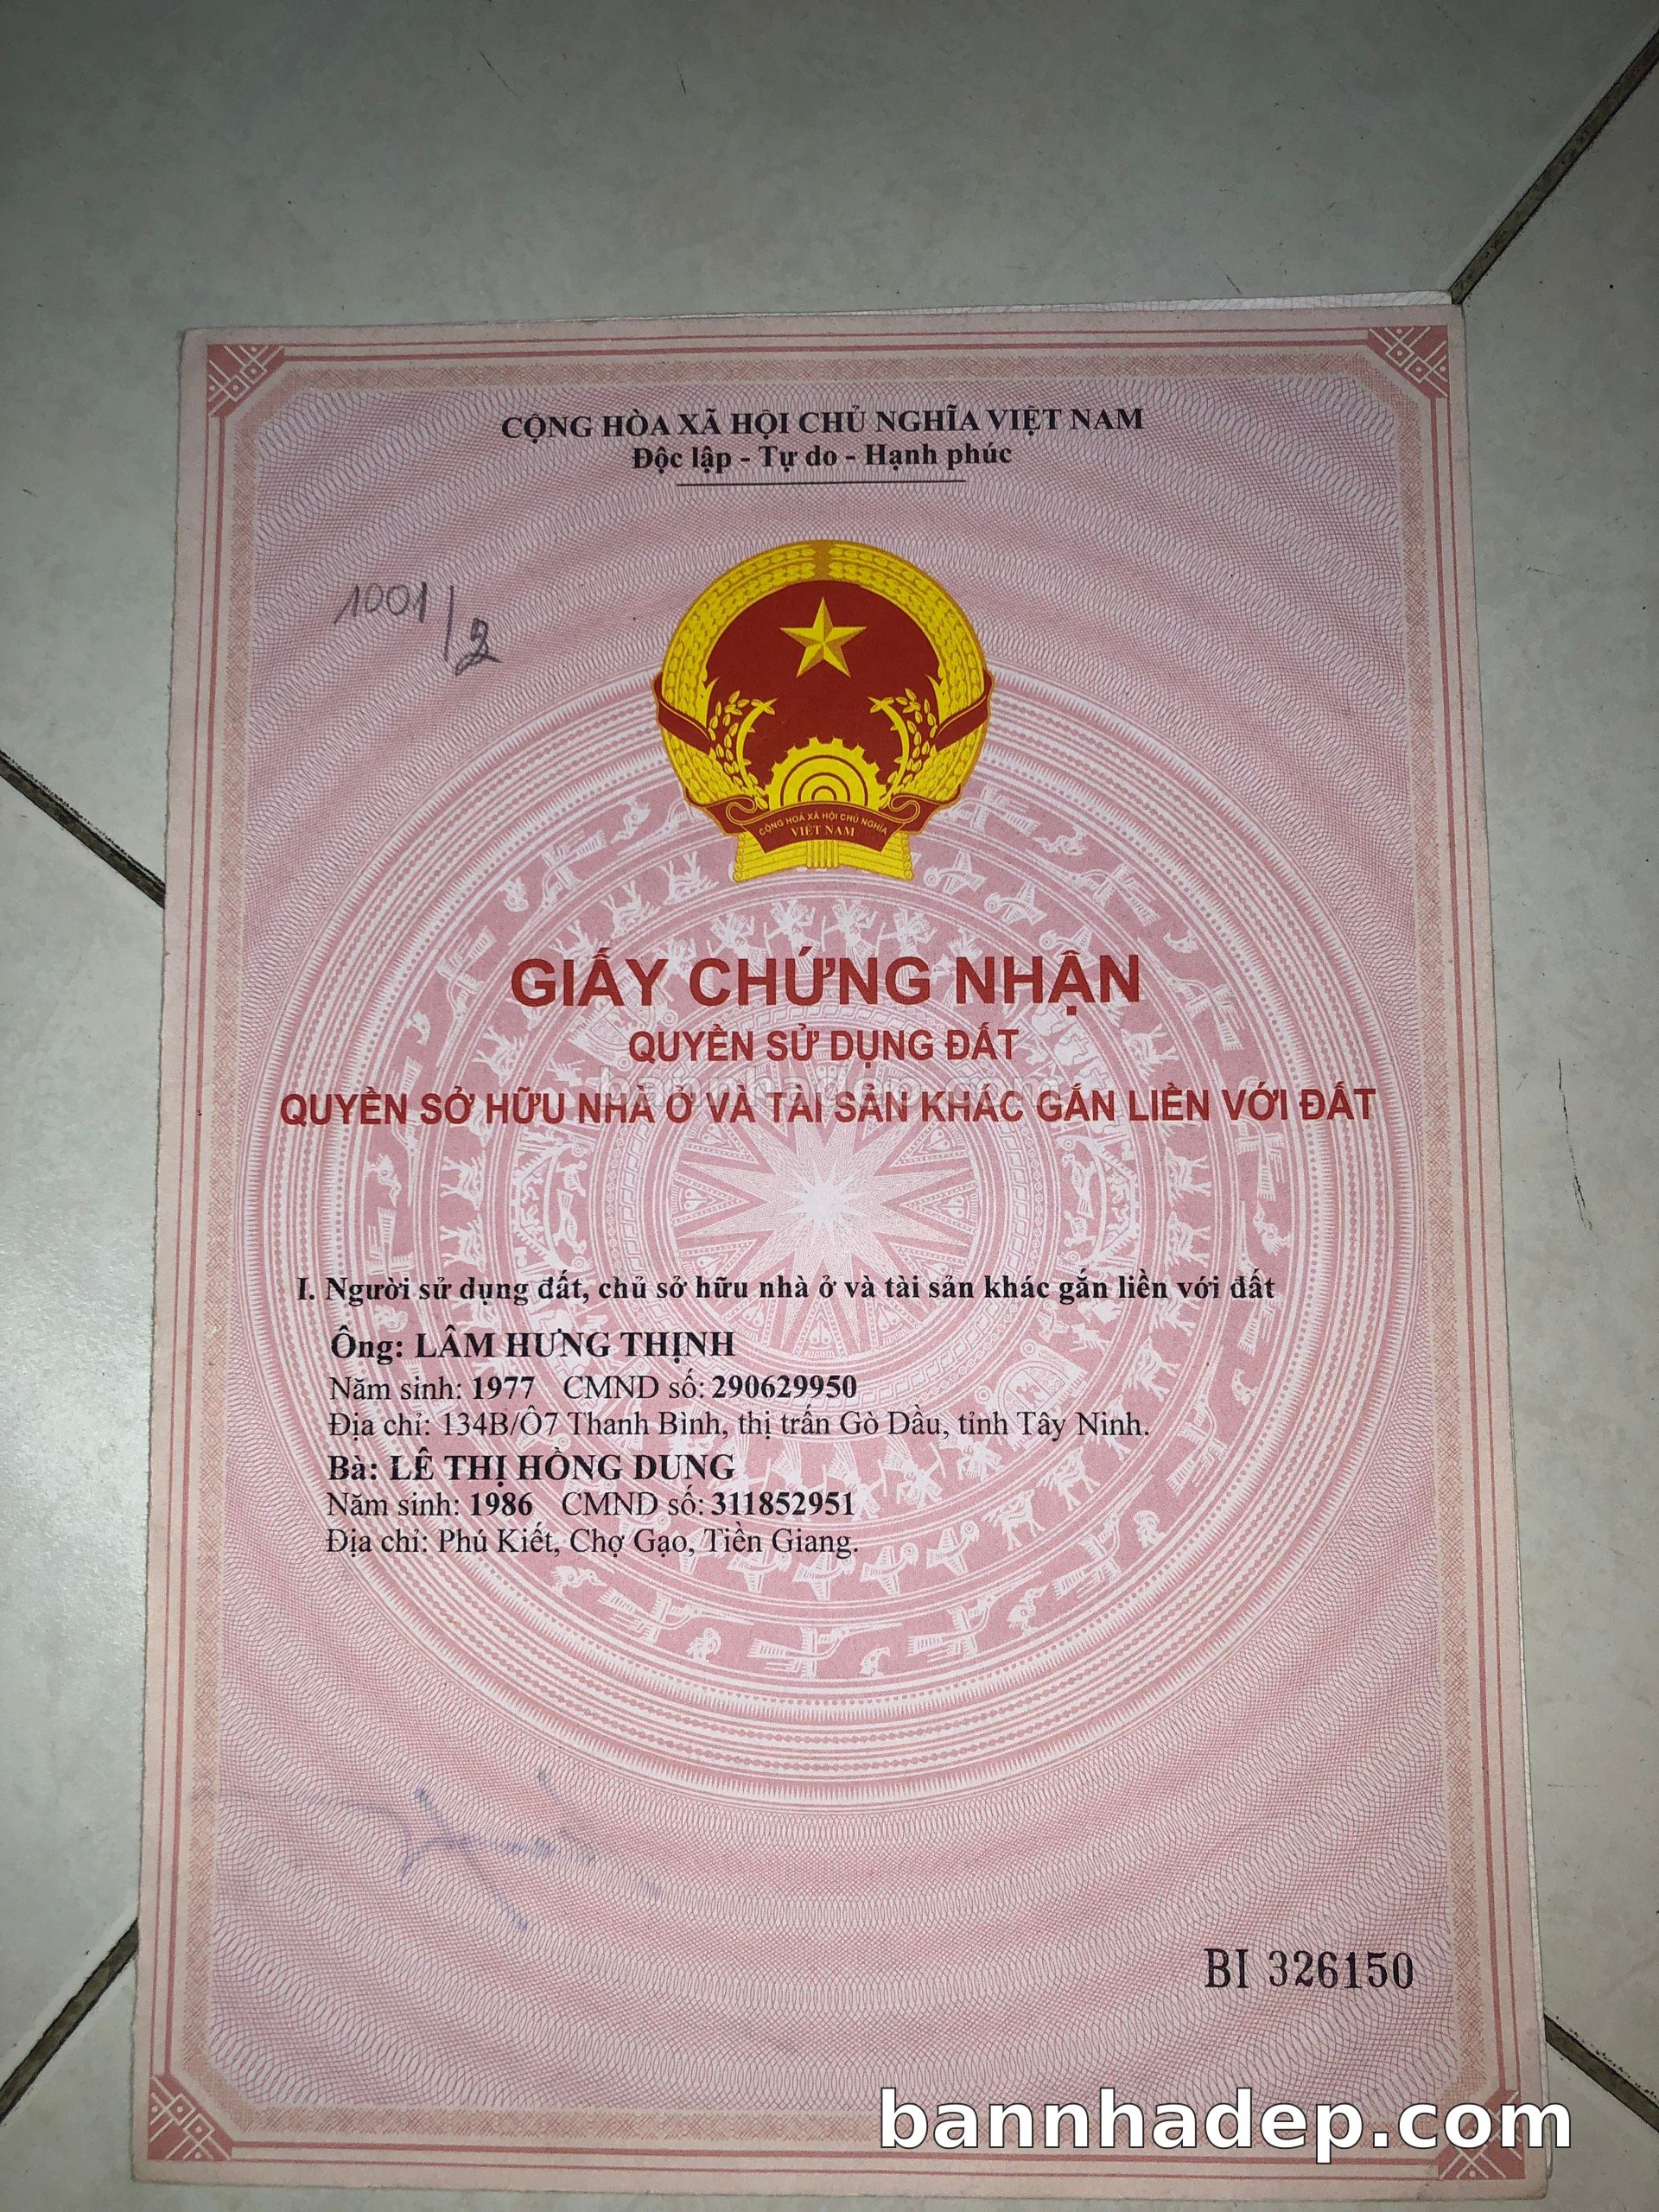 CỘNG HÒA XÃ HỘI CHỦ NGHĨA VIỆT NAM
Độc lập - Tự do - Hạnh phúc
1001/2
CỘNG HOÀ XÃ HỘI CHỦ NGHĨA
VIỆT NAM
GIẤY CHỨNG NHẬN
QUYỀN SỬ DỤNG ĐẤT
bannhadep.com
QUYỀN SỞ HỮU NHÀ Ở VÀ TÀI SẢN KHÁC GẮN LIỀN VỚI ĐẤT
I. Người sử dụng đất, chủ sở hữu nhà ở và tài sản khác gắn liền với đất
Ông: LÂM HƯNG THỊNH
Năm sinh: 1977 CMND số: 290629950
Địa chỉ: 134B/Ô7 Thanh Bình, thị trấn Gò Dầu, tỉnh Tây Ninh.
Bà: LÊ THỊ HỒNG DUNG
Năm sinh: 1986 CMND số: 311852951
Địa chỉ: Phú Kiết, Chợ Gạo, Tiền Giang.
BI 326150
bannhadep.com